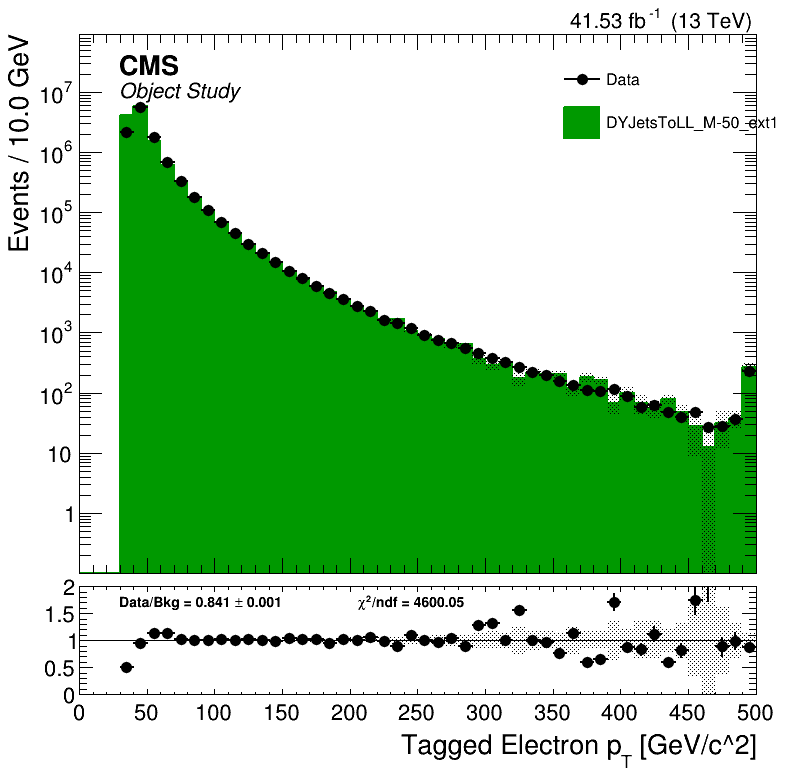 41.53 fb⁻¹ (13 TeV)
Events / 10.0 GeV
CMS
Object Study
Data
DYJetsToLL_M-50_ext1
10⁷
10⁶
10⁵
10⁴
10³
10²
10
1
Data/Bkg = 0.841 ± 0.001
χ²/ndf = 4600.05
2
1.5
1
0.5
0
0 50 100 150 200 250 300 350 400 450 500
Tagged Electron p_T [GeV/c^2]